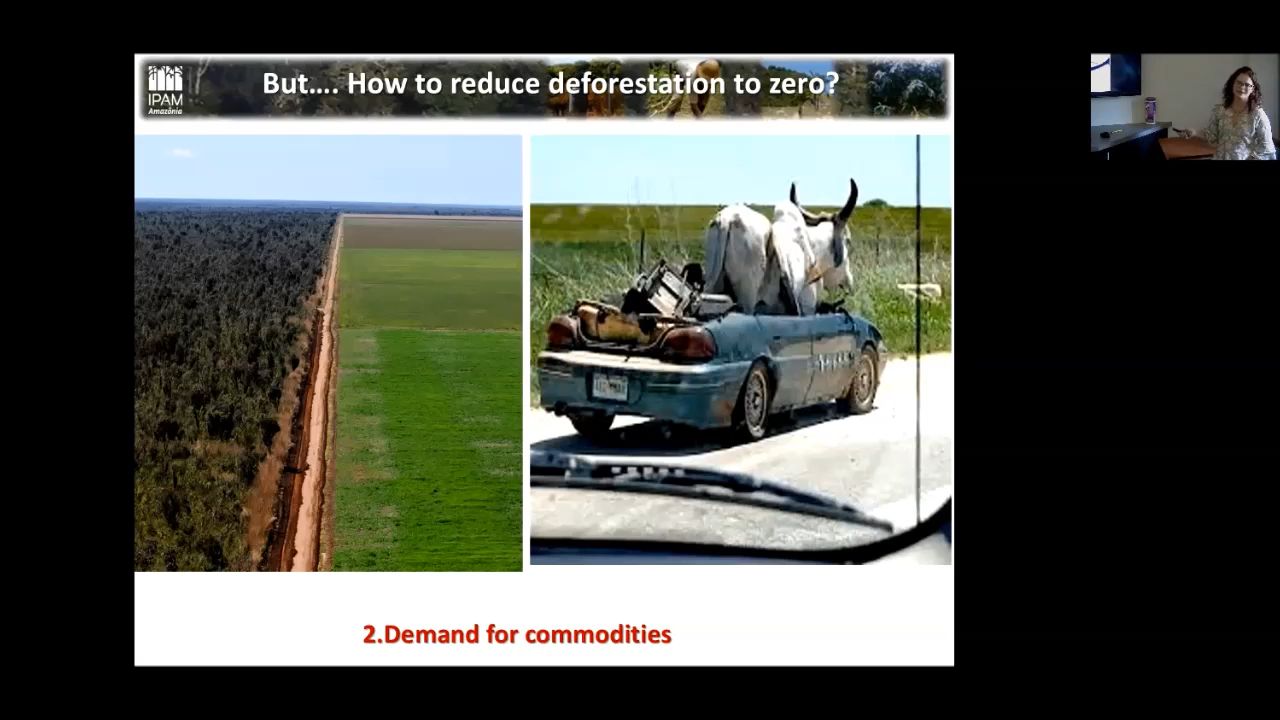 IPAM
Amazônia
But.... How to reduce deforestation to zero?
2.Demand for commodities